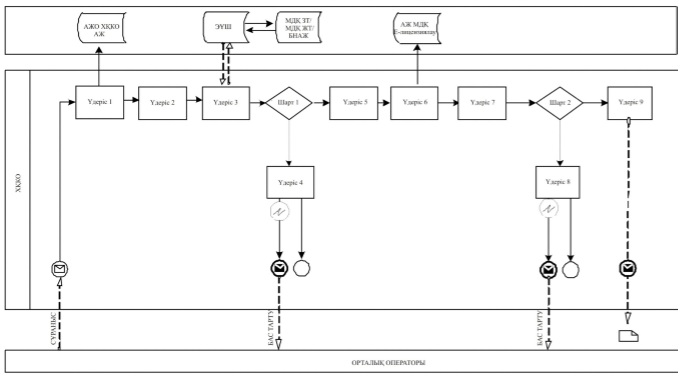 АЖО ХҚКО
АЖ
ЭҮШ
МДҚ ЗТ/
МДҚ ЖТ/
БНАЖ
АЖ МДҚ
Е-лицензиялау
Үдеріс 1
Үдеріс 2
Үдеріс 3
Шарт 1
Үдеріс 5
Үдеріс 6
Үдеріс 7
Шарт 2
Үдеріс 9
ХҚКО
Үдеріс 4
Үдеріс 8
СҰРАНЫС
БАС ТАРТУ
БАС ТАРТУ
ОРТАЛЫҚ ОПЕРАТОРЫ